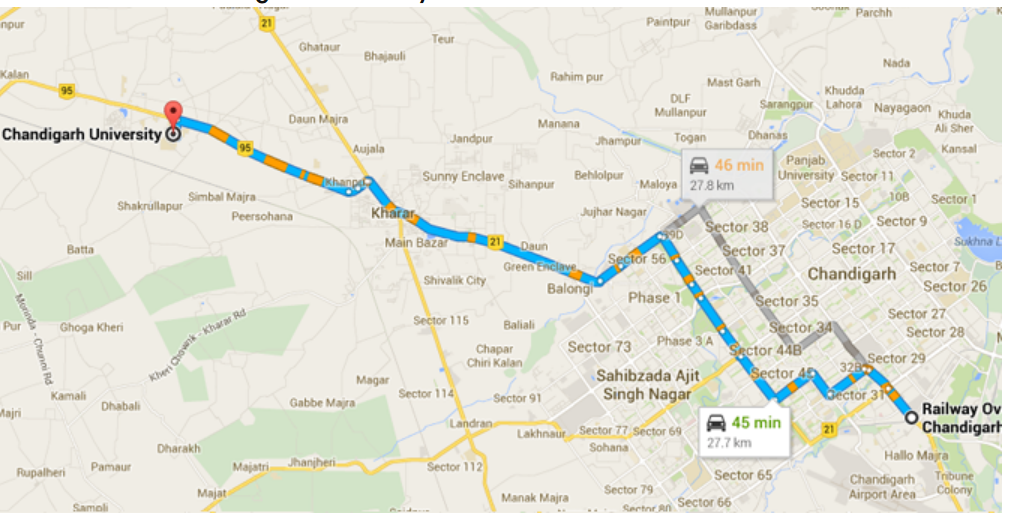 Mullanpur
Garibdass
Parchh
Paintpur
21
Teur
Ghataur
Bhajauli
Nada
Kalan
Rahim pur
Mast Garh
95
DLF
Mullanpur
Khudda
Lahora
Sarangpur
Nayagaon
Khuda
Ali Sher
Daun Majra
Manana
Togan
Dhanas
Chandigarh University
Jandpur
Jhampur
Kansal
95
Aujala
Sector 2
46 min
27.8 km
Panjab
University
Sector 11
Khanpur
Sunny Enclave
Sihanpur
Behlolpur
Maloya
Simbal Majra
10B
Sector 1
Shakrullapur
Peersohana
Kharar
Jujhar Nagar
Sector 15
Sector 16 D
Sector 9
Sector 38
39D
Main Bazar
21
Daun
Sukhna L
Batta
Sector 37
Sector 17
Sector 56
Green Enclave
Sector 7
Sill
Shivalik City
Balongi
Sector 41
Chandigarh
Sector 26
Phase 1
Sector 35
Morinda - Chunni Rd
Pur
Ghoga Kheri
Kheri Chownk - Kharar Rd
Sector 115
Baliali
Sector 27
Sector 34
Sector 28
Phase 3 A
Sector 73
Sector 44B
Chapar
Chiri Kalan
Sector 29
32B
Magar
Sahibzada Ajit
Singh Nagar
Kamali
Dhabali
Gabbe Majra
Sector 114
Sector 91
Sector 31
Railway Ov
Chandigarh
Majri
45 min
27.7 km
Landran
Lakhnaur
Sector 77
Sector 69
21
Sohana
Dharakh
Hallo Majra
Rupalheri
Pamaur
Majatri
Jhanjheri
Sector 112
Sector 65
Chandigarh
Airport Area
Tribune
Colony
Majat
Manak Majra
Sector 79
Sector 66
Samoli
Sector 80